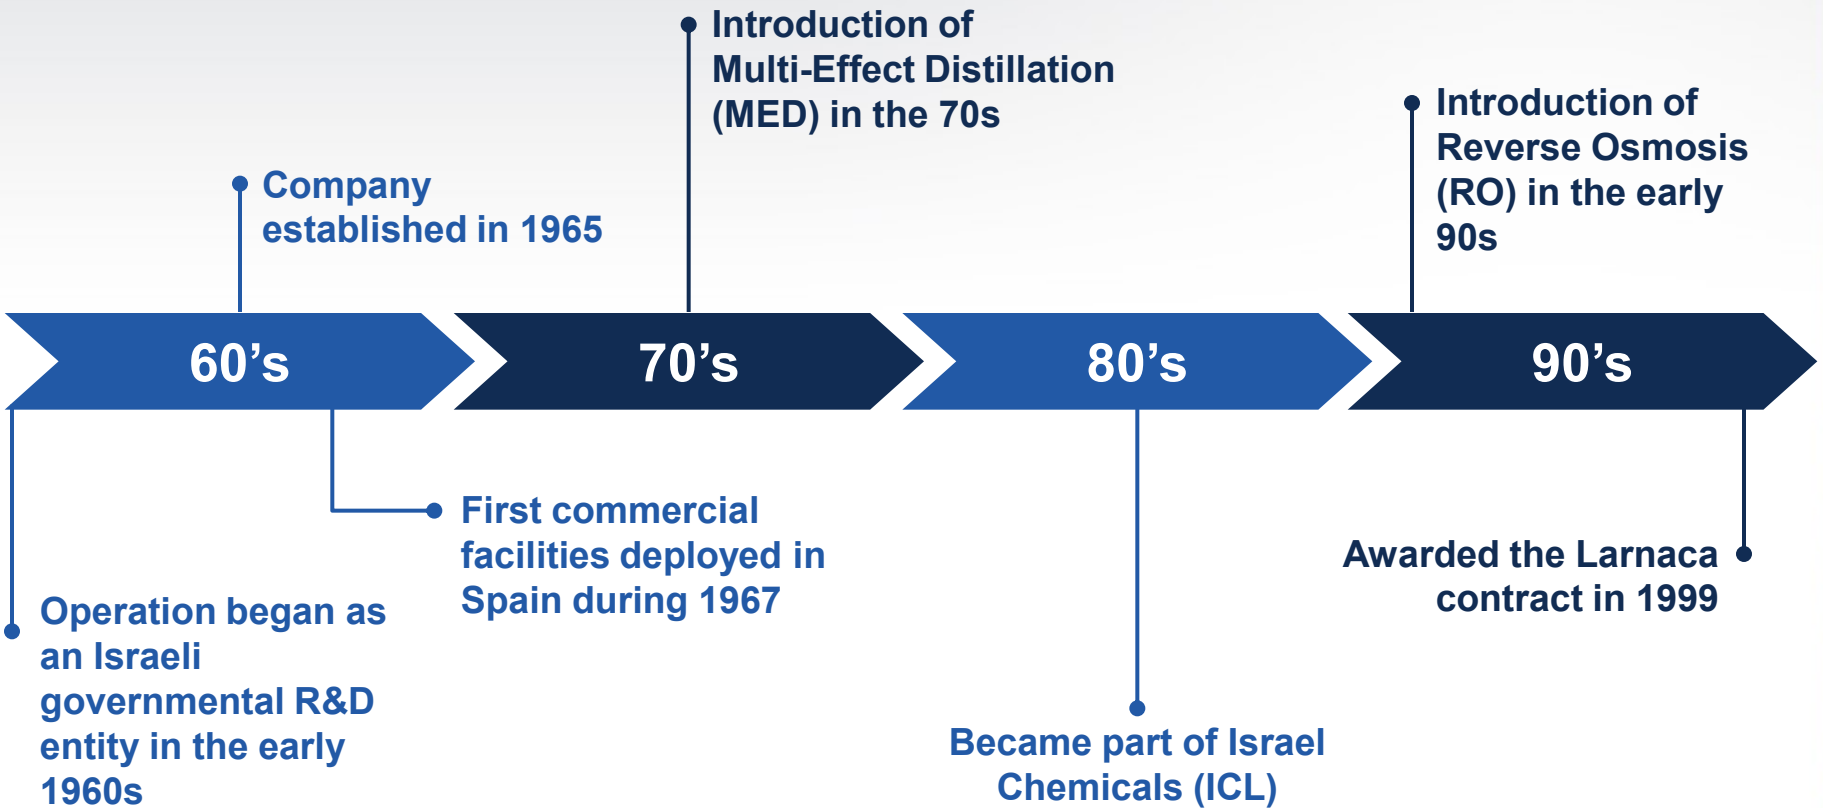 Introduction of
Multi-Effect Distillation
(MED) in the 70s
Introduction of
Reverse Osmosis
(RO) in the early
90s
Company
established in 1965
60’s
70’s
80’s
90’s
First commercial
facilities deployed in
Spain during 1967
Awarded the Larnaca
contract in 1999
Operation began as
an Israeli
governmental R&D
entity in the early
1960s
Became part of Israel
Chemicals (ICL)